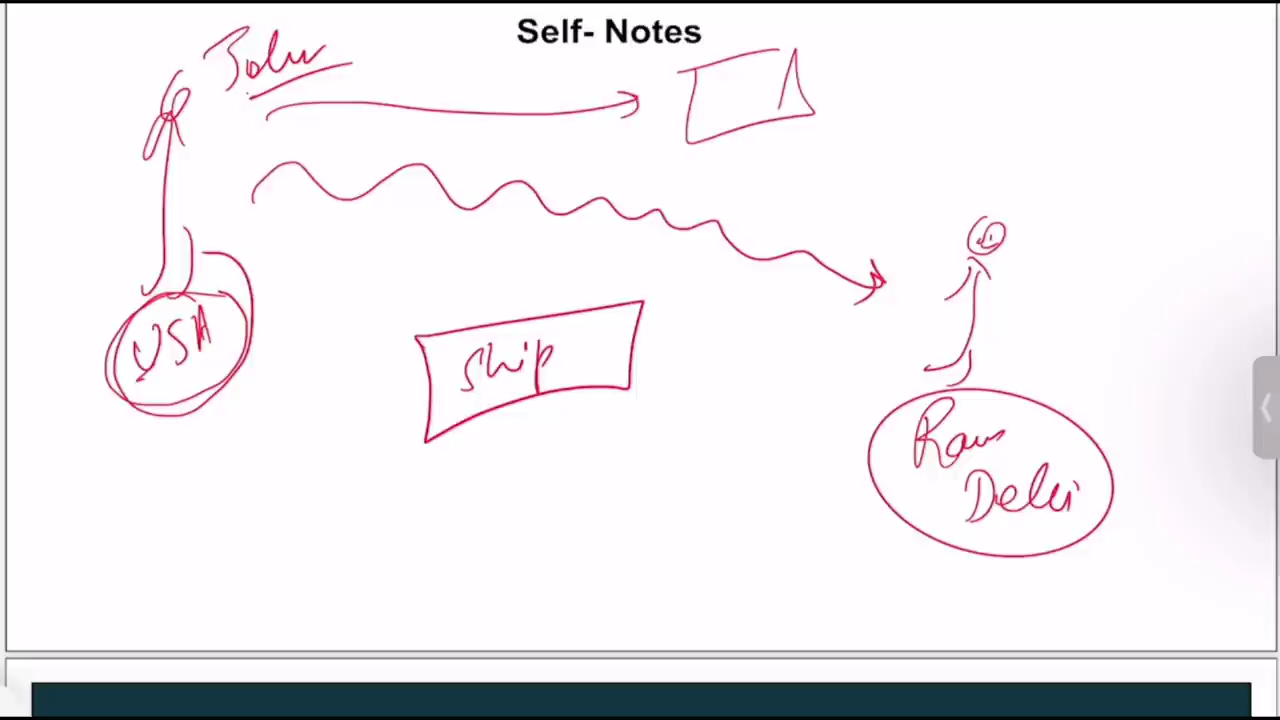 Self- Notes
John
USA
Ship
Ram
Delhi